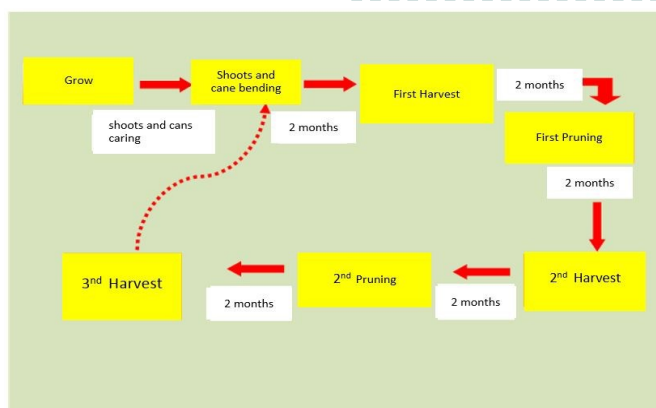 Grow
shoots and cans
caring
Shoots and
cane bending
2 months
First Harvest
2 months
First Pruning
2 months
2nd Harvest
2 months
2nd Pruning
2 months
3nd Harvest